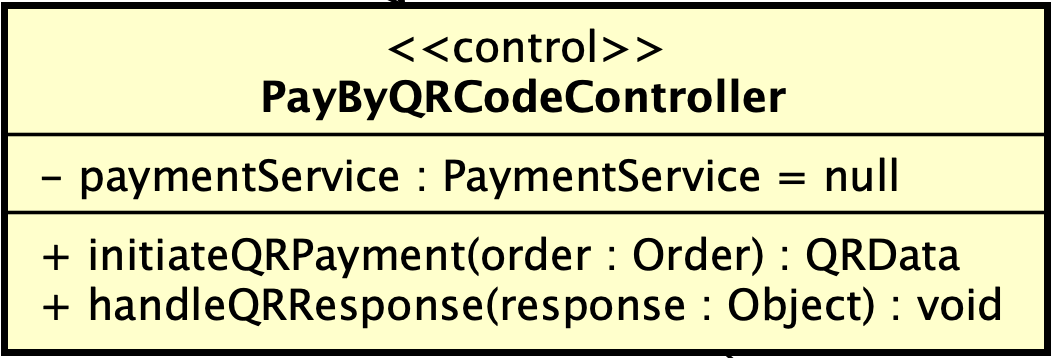 <<control>>
PayByQRCodeController
– paymentService : PaymentService = null
+ initiateQRPayment(order : Order) : QRData
+ handleQRResponse(response : Object) : void